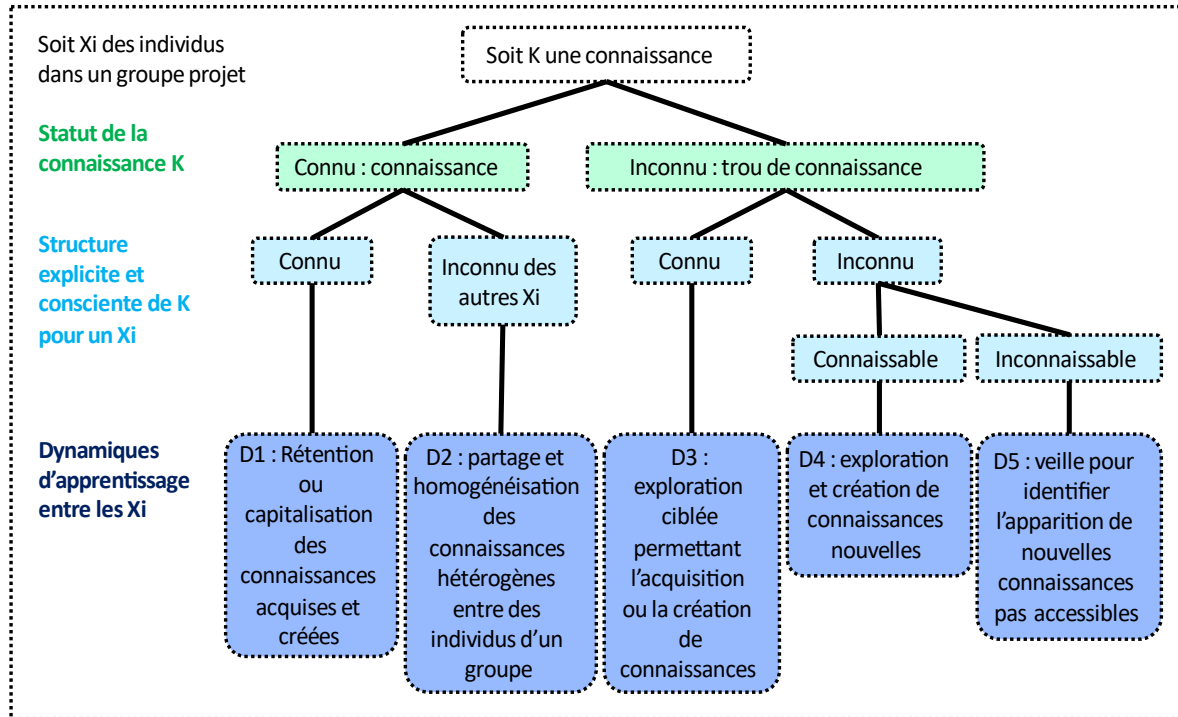 Soit Xi des individus
dans un groupe projet
Soit K une connaissance
Statut de la
connaissance K
Connu : connaissance
Inconnu : trou de connaissance
Structure
explicite et
consciente de K
pour un Xi
Connu
Inconnu des
autres Xi
Connu
Inconnu
Connaissable
Inconnaissable
Dynamiques
d’apprentissage
entre les Xi
D1 : Rétention
ou
capitalisation
des
connaissances
acquises et
créées
D2 : partage et
homogénéisation
des
connaissances
hétérogènes
entre des
individus d’un
groupe
D3 :
exploration
ciblée
permettant
l’acquisition
ou la création
de
connaissances
D4 : exploration
et création de
connaissances
nouvelles
D5 : veille pour
identifier
l’apparition de
nouvelles
connaissances
pas accessibles